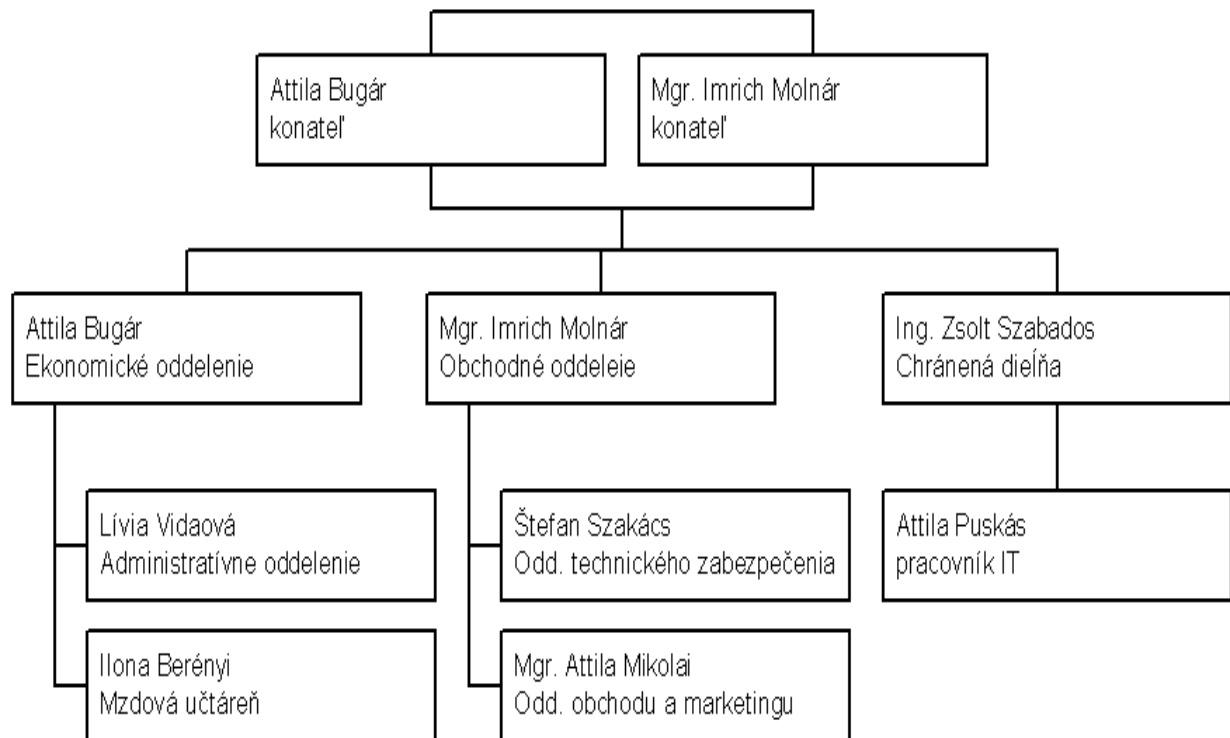 Attila Bugár
konateľ
Mgr. Imrich Molnár
konateľ
Attila Bugár
Ekonomické oddelenie
Mgr. Imrich Molnár
Obchodné oddeleie
Ing. Zsolt Szabados
Chránená dieĺňa
Lívia Vidaová
Administratívne oddelenie
Štefan Szakács
Odd. technického zabezpečenia
Attila Puskás
pracovník IT
Ilona Berényi
Mzdová učtáreň
Mgr. Attila Mikolai
Odd. obchodu a marketingu